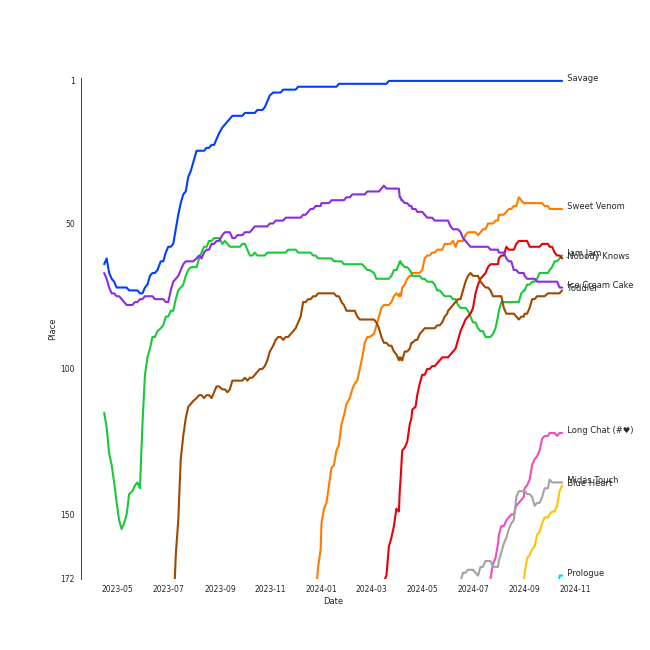 1
50
100
150
172
Place
2023-05
2023-07
2023-09
2023-11
2024-01
2024-03
2024-05
2024-07
2024-09
2024-11
Date
Savage
Sweet Venom
Jam Jam
Nobody Knows
Ice Cream Cake
Toddler
Long Chat (#♥)
Midas Touch
Blue Heart
Prologue